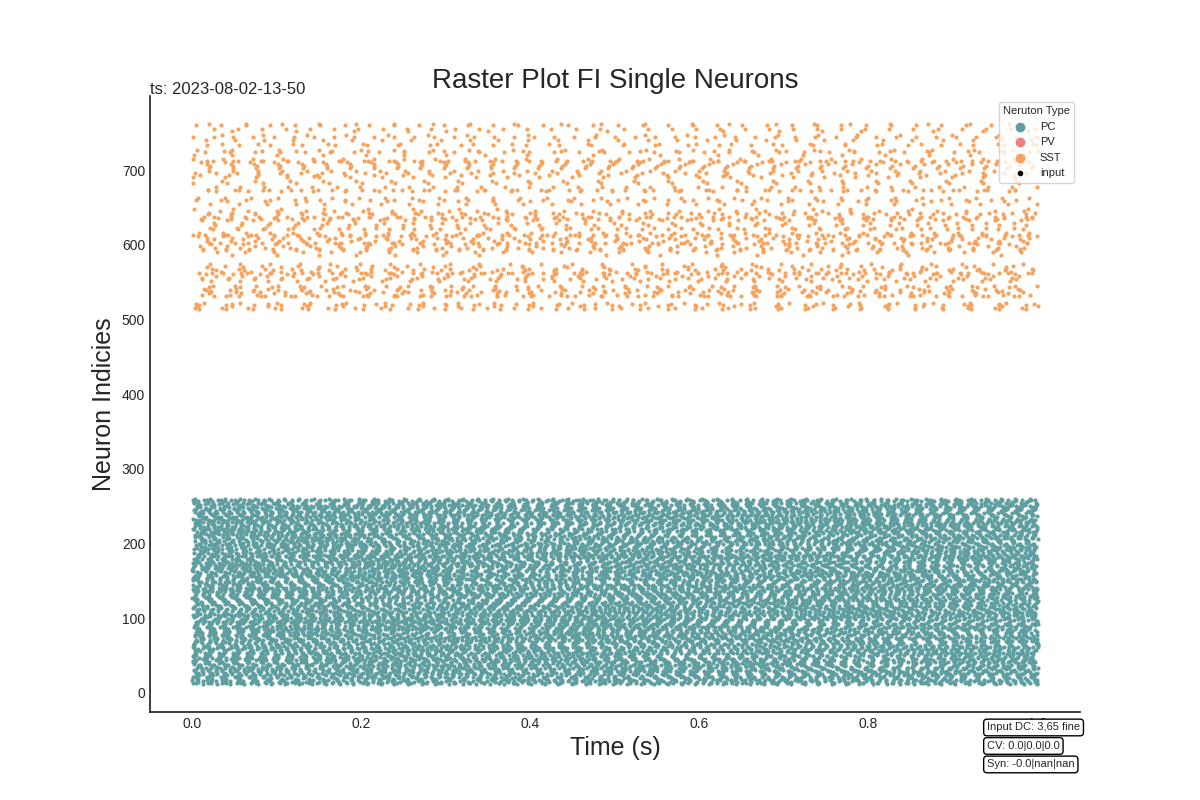 Raster Plot FI Single Neurons
ts: 2023-08-02-13-50
Neruton Type
PC
PV
SST
input
700
600
500
400
300
200
100
0
Neuron Indicies
0.0 0.2 0.4 0.6 0.8
Time (s)
Input DC: 3,65 fine
CV: 0.0|0.0|0.0
Syn: -0.0|nan|nan